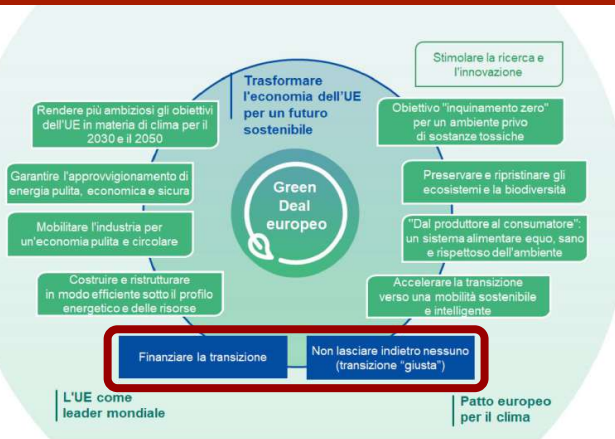 Stimolare la ricerca e
l'innovazione
Trasformare
l'economia dell'UE
per un futuro
sostenibile
Rendere più ambiziosi gli obiettivi
dell'UE in materia di clima per il
2030 e il 2050
Obiettivo "inquinamento zero"
per un ambiente privo
di sostanze tossiche
Garantire l'approvvigionamento di
energia pulita, economica e sicura
Green
Deal
europeo
Preservare e ripristinare gli
ecosistemi e la biodiversità
Mobilitare l'industria per
un'economia pulita e circolare
"Dal produttore al consumatore":
un sistema alimentare equo, sano
e rispettoso dell'ambiente
Costruire e ristrutturare
in modo efficiente sotto il profilo
energetico e delle risorse
Accelerare la transizione
verso una mobilità sostenibile
e intelligente
Finanziare la transizione
Non lasciare indietro nessuno
(transizione "giusta")
L'UE come
leader mondiale
Patto europeo
per il clima